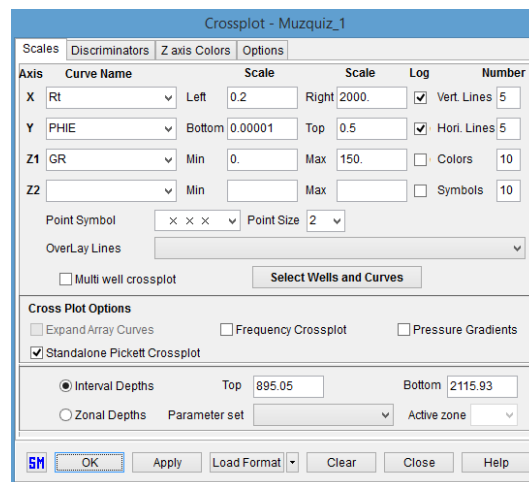 Crossplot - Muzquiz_1
Scales Discriminators Z axis Colors Options
Axis Curve Name Scale Scale Log Number
X Rt Left 0.2 Right 2000. Vert. Lines 5
Y PHIE Bottom 0.00001 Top 0.5 Hori. Lines 5
Z1 GR Min 0. Max 150. Colors 10
Z2 Min Max Symbols 10
Point Symbol × × × Point Size 2
OverLay Lines
Multi well crossplot Select Wells and Curves
Cross Plot Options
Expand Array Curves Frequency Crossplot Pressure Gradients
Standalone Pickett Crossplot
Interval Depths Top 895.05 Bottom 2115.93
Zonal Depths Parameter set Active zone
SM OK Apply Load Format Clear Close Help